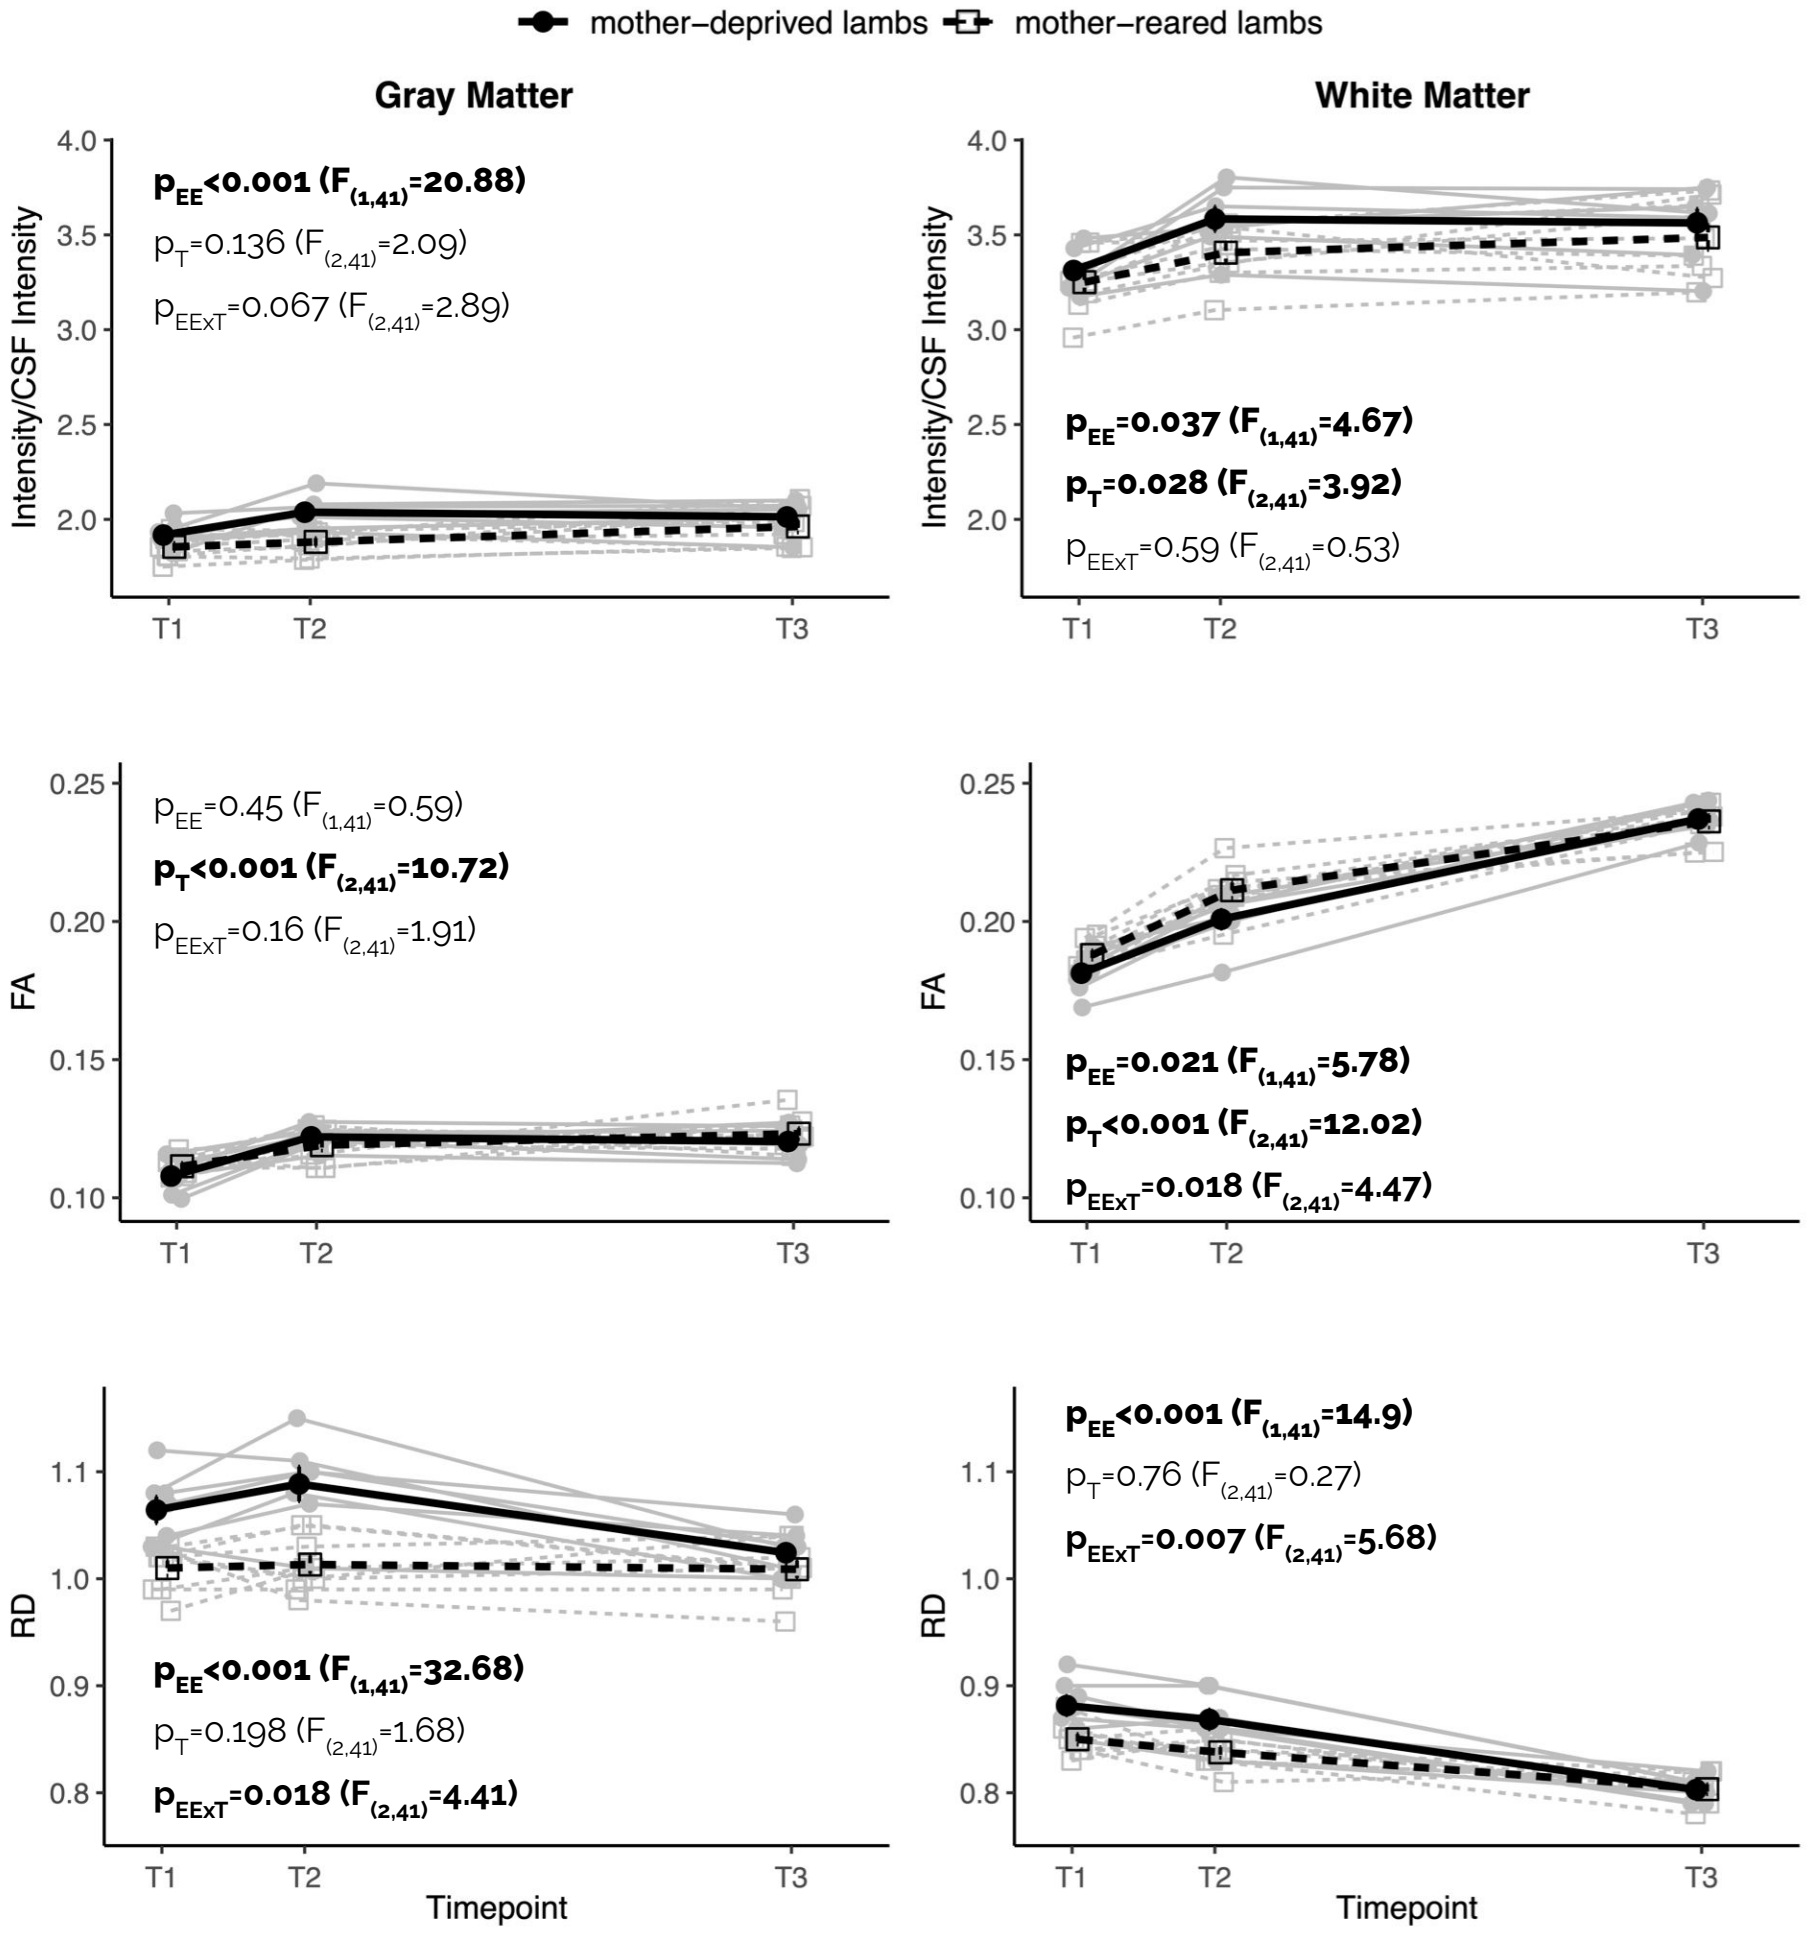 mother–deprived lambs mother–reared lambs
Gray Matter
4.0
3.5
3.0
2.5
2.0
Intensity/CSF Intensity
pEE<0.001 (F(1,41)=20.88)
pT=0.136 (F(2,41)=2.09)
pEExT=0.067 (F(2,41)=2.89)
T1 T2 T3
White Matter
4.0
3.5
3.0
2.5
2.0
Intensity/CSF Intensity
pEE=0.037 (F(1,41)=4.67)
pT=0.028 (F(2,41)=3.92)
pEExT=0.59 (F(2,41)=0.53)
T1 T2 T3
0.25
0.20
0.15
0.10
FA
pEE=0.45 (F(1,41)=0.59)
pT<0.001 (F(2,41)=10.72)
pEExT=0.16 (F(2,41)=1.91)
T1 T2 T3
0.25
0.20
0.15
0.10
FA
pEE=0.021 (F(1,41)=5.78)
pT<0.001 (F(2,41)=12.02)
pEExT=0.018 (F(2,41)=4.47)
T1 T2 T3
1.1
1.0
0.9
0.8
RD
pEE<0.001 (F(1,41)=32.68)
pT=0.198 (F(2,41)=1.68)
pEExT=0.018 (F(2,41)=4.41)
T1 T2 T3
Timepoint
1.1
1.0
0.9
0.8
RD
pEE<0.001 (F(1,41)=14.9)
pT=0.76 (F(2,41)=0.27)
pEExT=0.007 (F(2,41)=5.68)
T1 T2 T3
Timepoint